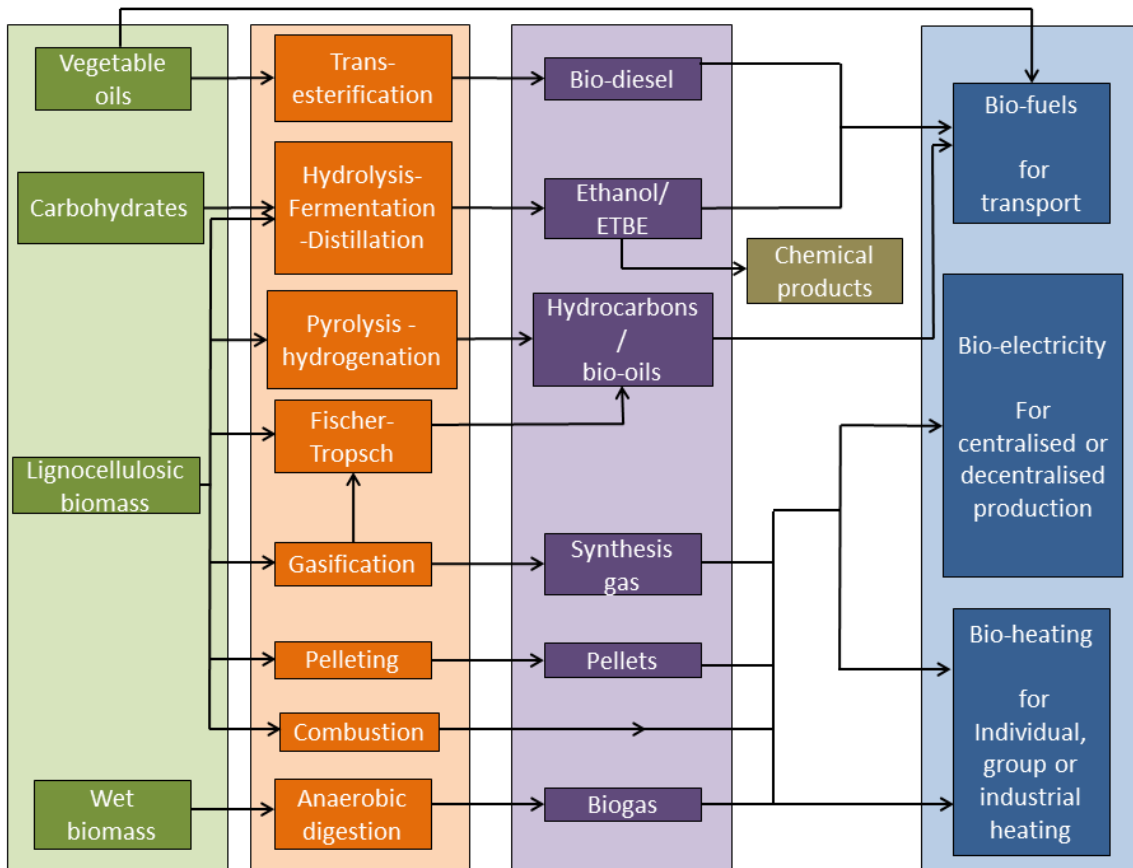 Vegetable
oils
Trans-
esterification
Bio-diesel
Bio-fuels
for
transport
Carbohydrates
Hydrolysis-
Fermentation
-Distillation
Ethanol/
ETBE
Chemical
products
Pyrolysis -
hydrogenation
Hydrocarbons
/
bio-oils
Bio-electricity
For
centralised or
decentralised
production
Fischer-
Tropsch
Lignocellulosic
biomass
Gasification
Synthesis
gas
Pelleting
Pellets
Bio-heating
for
Individual,
group or
industrial
heating
Combustion
Wet
biomass
Anaerobic
digestion
Biogas